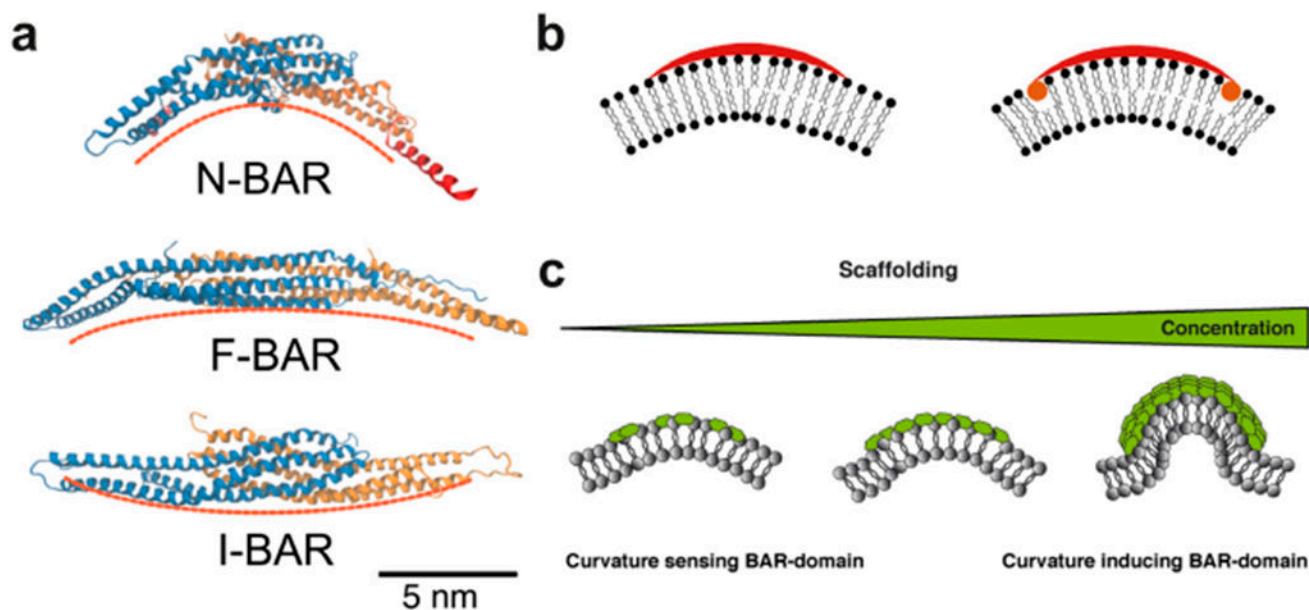 a
N-BAR
F-BAR
I-BAR
5 nm
b
c
Scaffolding
Concentration
Curvature sensing BAR-domain
Curvature inducing BAR-domain